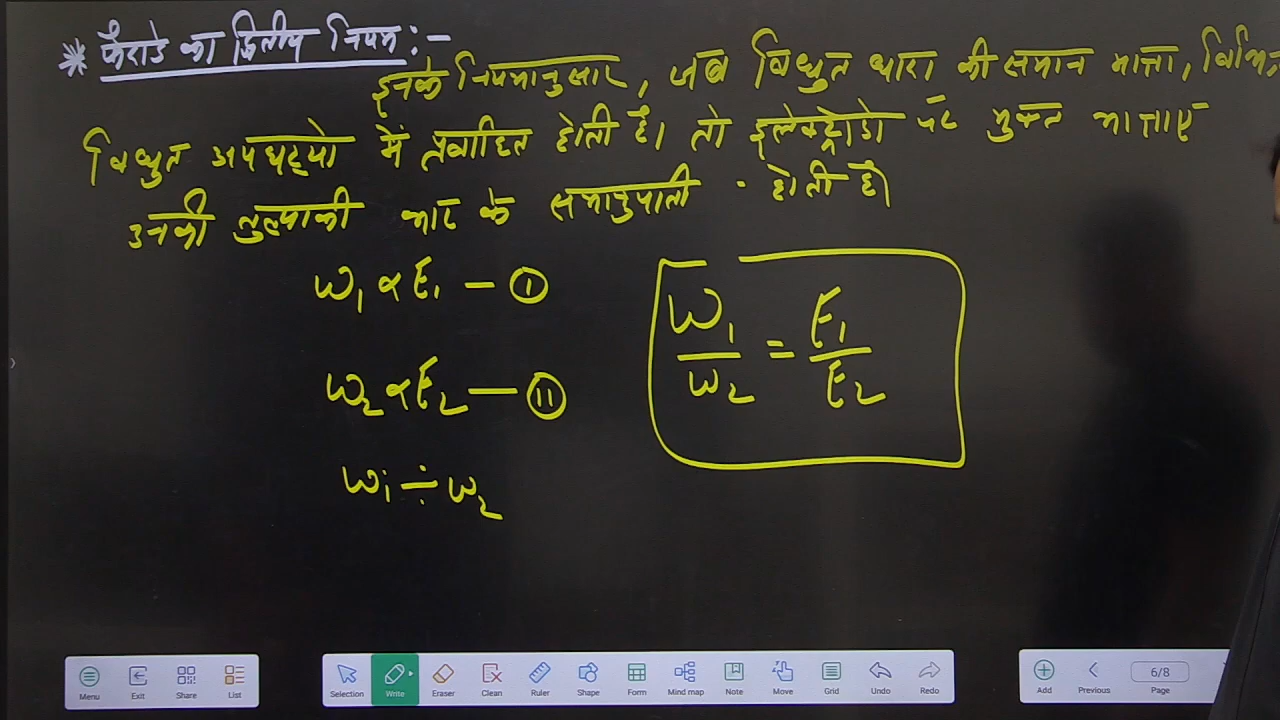 * फैराडे का द्वितीय नियम :-
इनके नियमानुसार, जब विधुत धारा की समान मात्रा, विभिन्न
विधुत अपघट्यो में प्रवाहित होती है। तो इलेक्ट्रोडो पर मुक्त मात्राएं
उनकी तुल्यांकी भार के समानुपाती होती है।
W₁ ∝ E₁ — ①
W₂ ∝ E₂ — ⑪
W₁ ÷ W₂
W₁/W₂ = E₁/E₂
Menu Exit Share List Selection Write Eraser Clean Ruler Shape Form Mind map Note Move Grid Undo Redo Add Previous 6/8 Page